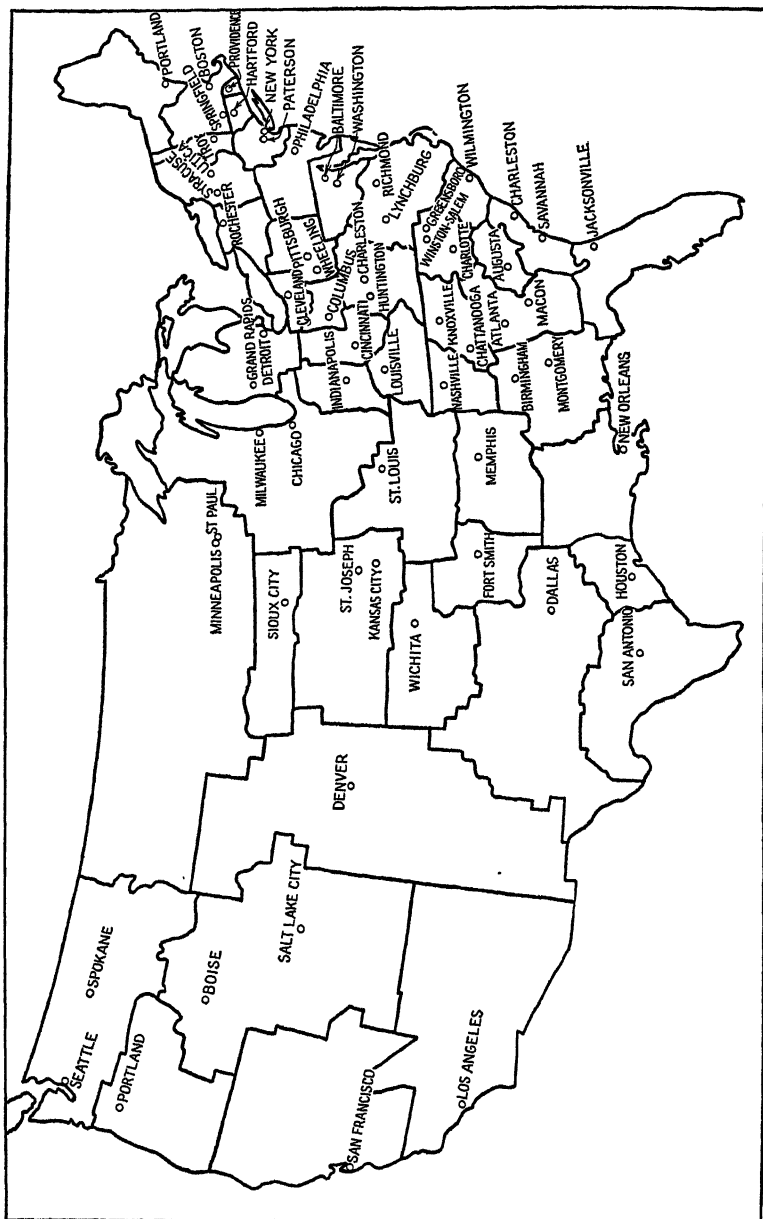 SEATTLE
SPOKANE
PORTLAND
BOISE
SALT LAKE CITY
SAN FRANCISCO
LOS ANGELES
DENVER
MINNEAPOLIS
ST PAUL
SIOUX CITY
ST. JOSEPH
KANSAS CITY
WICHITA
FORT SMITH
DALLAS
HOUSTON
SAN ANTONIO
MILWAUKEE
CHICAGO
ST. LOUIS
MEMPHIS
NEW ORLEANS
GRAND RAPIDS
DETROIT
INDIANAPOLIS
CINCINNATI
LOUISVILLE
NASHVILLE
KNOXVILLE
CHATTANOOGA
ATLANTA
BIRMINGHAM
MONTGOMERY
MACON
AUGUSTA
CLEVELAND
PITTSBURGH
WHEELING
COLUMBUS
CHARLESTON
HUNTINGTON
ROCHESTER
SYRACUSE
UTICA
TROY
SPRINGFIELD
PORTLAND
BOSTON
PROVIDENCE
HARTFORD
NEW YORK
PATERSON
PHILADELPHIA
BALTIMORE
WASHINGTON
RICHMOND
LYNCHBURG
GREENSBORO
WINSTON-SALEM
CHARLOTTE
WILMINGTON
CHARLESTON
SAVANNAH
JACKSONVILLE